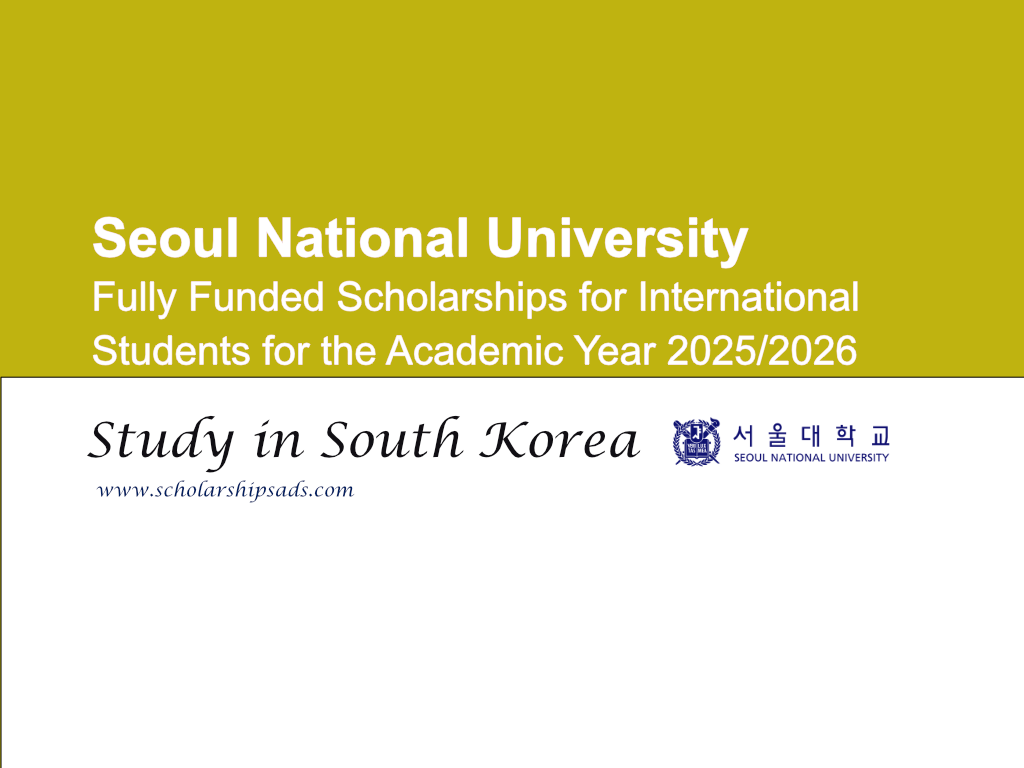 Seoul National University
Fully Funded Scholarships for International
Students for the Academic Year 2025/2026
Study in South Korea
서울대학교
SEOUL NATIONAL UNIVERSITY
www.scholarshipsads.com